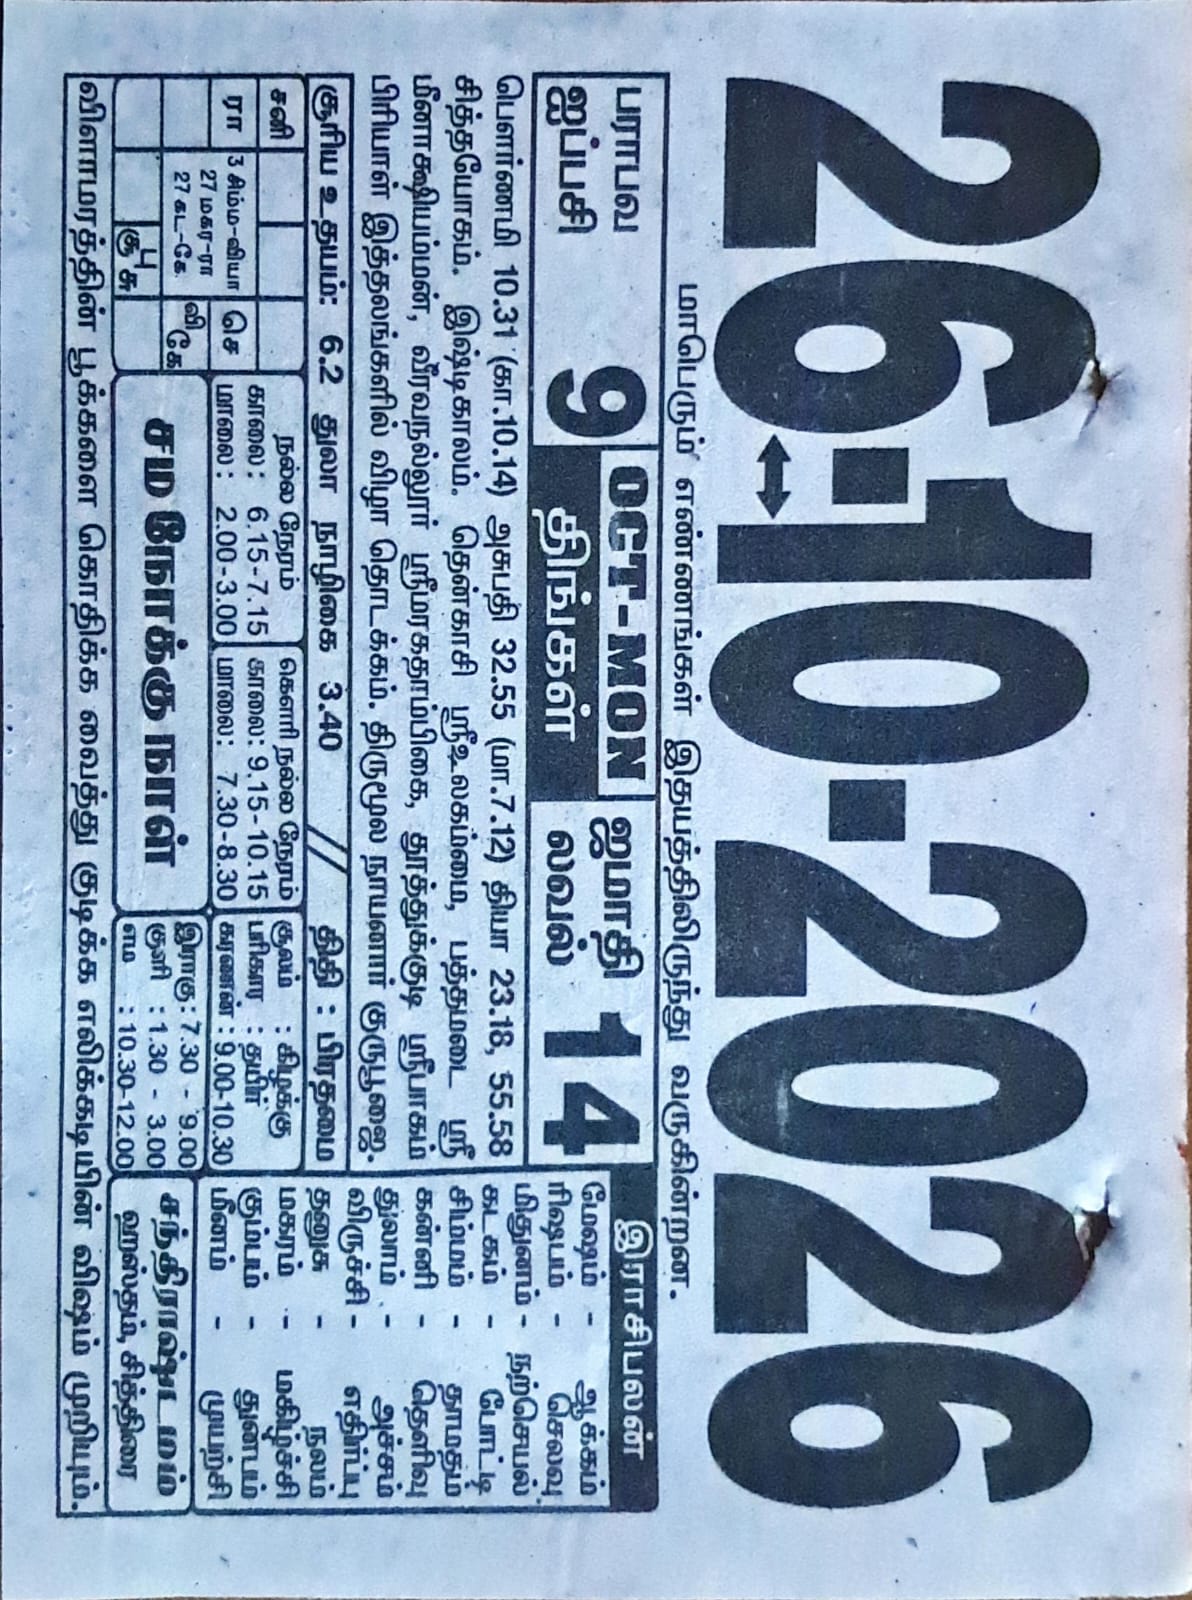 26-10-2026
மாபெரும் எண்ணங்கள் இதயத்திலிருந்து வருகின்றன.
பராபவ
ஐப்பசி 9
OCT-MON
திங்கள்
ஜமாதி
லவல் 14
பௌர்ணமி 10.31 (கா.10.14) அசுபதி 32.55 (மா.7.12) தியா 23.18, 55.58
சித்தயோகம். இஷ்டிகாலம். தென்காசி ஸ்ரீஉலகம்மை, பத்தமடை ஸ்ரீ
மீனாக்ஷியம்மன், வீரவநல்லூர் ஸ்ரீமரகதாம்பிகை, தூத்துக்குடி ஸ்ரீபாகம்
பிரியாள் இத்தலங்களில் விழா தொடக்கம். திருமூல நாயனார் குருபூஜை.
சூரிய உதயம்: 6.2 துலா நாழிகை 3.40 // திதி : பிரதமை
சனி
ரா
3 சிம்ம-வியா
27 மகர-ரா
27 கட-கே
செ
வி கே
பு
சூ சு
நல்ல நேரம்
காலை : 6.15-7.15
மாலை : 2.00-3.00
கௌரி நல்ல நேரம்
காலை: 9.15-10.15
மாலை: 7.30-8.30
சூலம் : கிழக்கு
பரிகார : தயிர்
கரணன் : 9.00-10.30
சம நோக்கு நாள்
இராகு: 7.30 - 9.00
குளி : 1.30 - 3.00
எம : 10.30-12.00
இராசிபலன்
மேஷம் - ஆக்கம்
ரிஷபம் - செலவு
மிதுனம் - நற்செயல்
கடகம் - போட்டி
சிம்மம் - தாமதம்
கன்னி - தெளிவு
துலாம் - அச்சம்
விருச்சி - எதிர்ப்பு
தனுசு - நலம்
மகரம் - மகிழ்ச்சி
கும்பம் - துனபம்
மீனம் - முயற்சி
சந்திராஷ்டமம்
ஹஸ்தம், சித்திரை
விளாமரத்தின் பூக்களை கொதிக்க வைத்து குடிக்க எலிக்கடியின் விஷம் முறியும்.